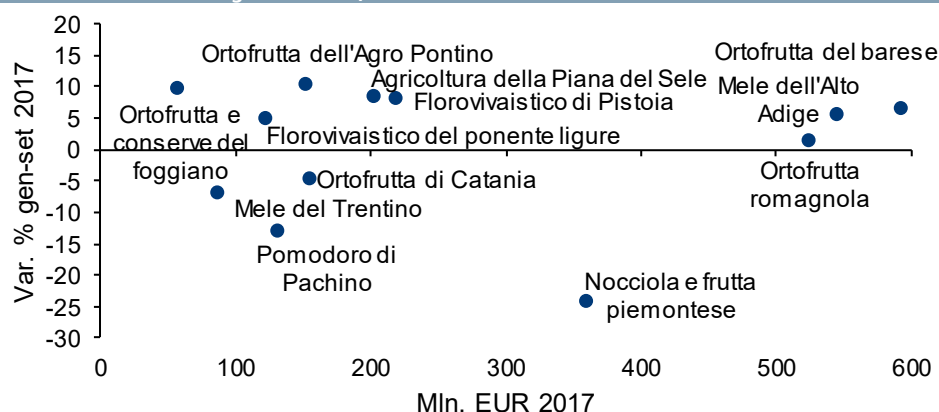 20
15
10
5
0
-5
-10
-15
-20
-25
-30
Var. % gen-set 2017
Ortofrutta dell'Agro Pontino
Ortofrutta del barese
Agricoltura della Piana del Sele
Mele dell'Alto
Adige
Florovivaistico di Pistoia
Ortofrutta e
conserve del
foggiano
Florovivaistico del ponente ligure
Ortofrutta di Catania
Ortofrutta
romagnola
Mele del Trentino
Pomodoro di
Pachino
Nocciola e frutta
piemontese
0 100 200 300 400 500 600
Mln. EUR 2017